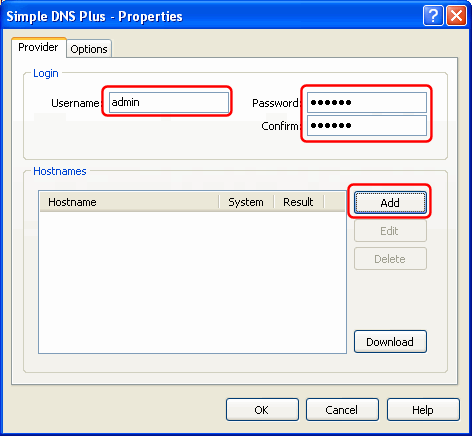 Simple DNS Plus - Properties
Provider Options
Login
Username: admin Password: ●●●●●●
Confirm: ●●●●●●
Hostnames
Hostname System Result Add
Edit
Delete
Download
OK Cancel Help